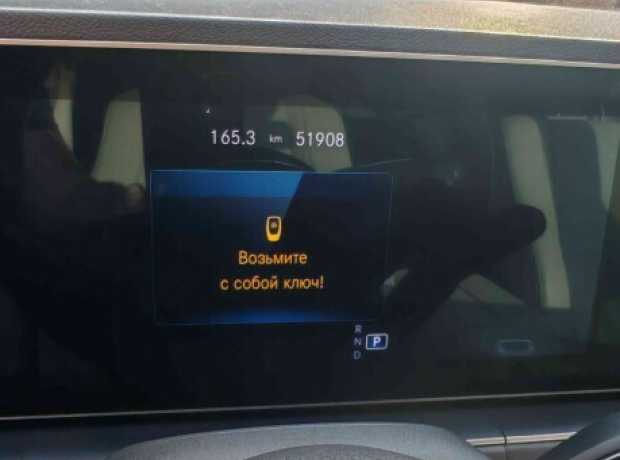 165.3 km 51908
Возьмите
с собой ключ!
R
N P
D